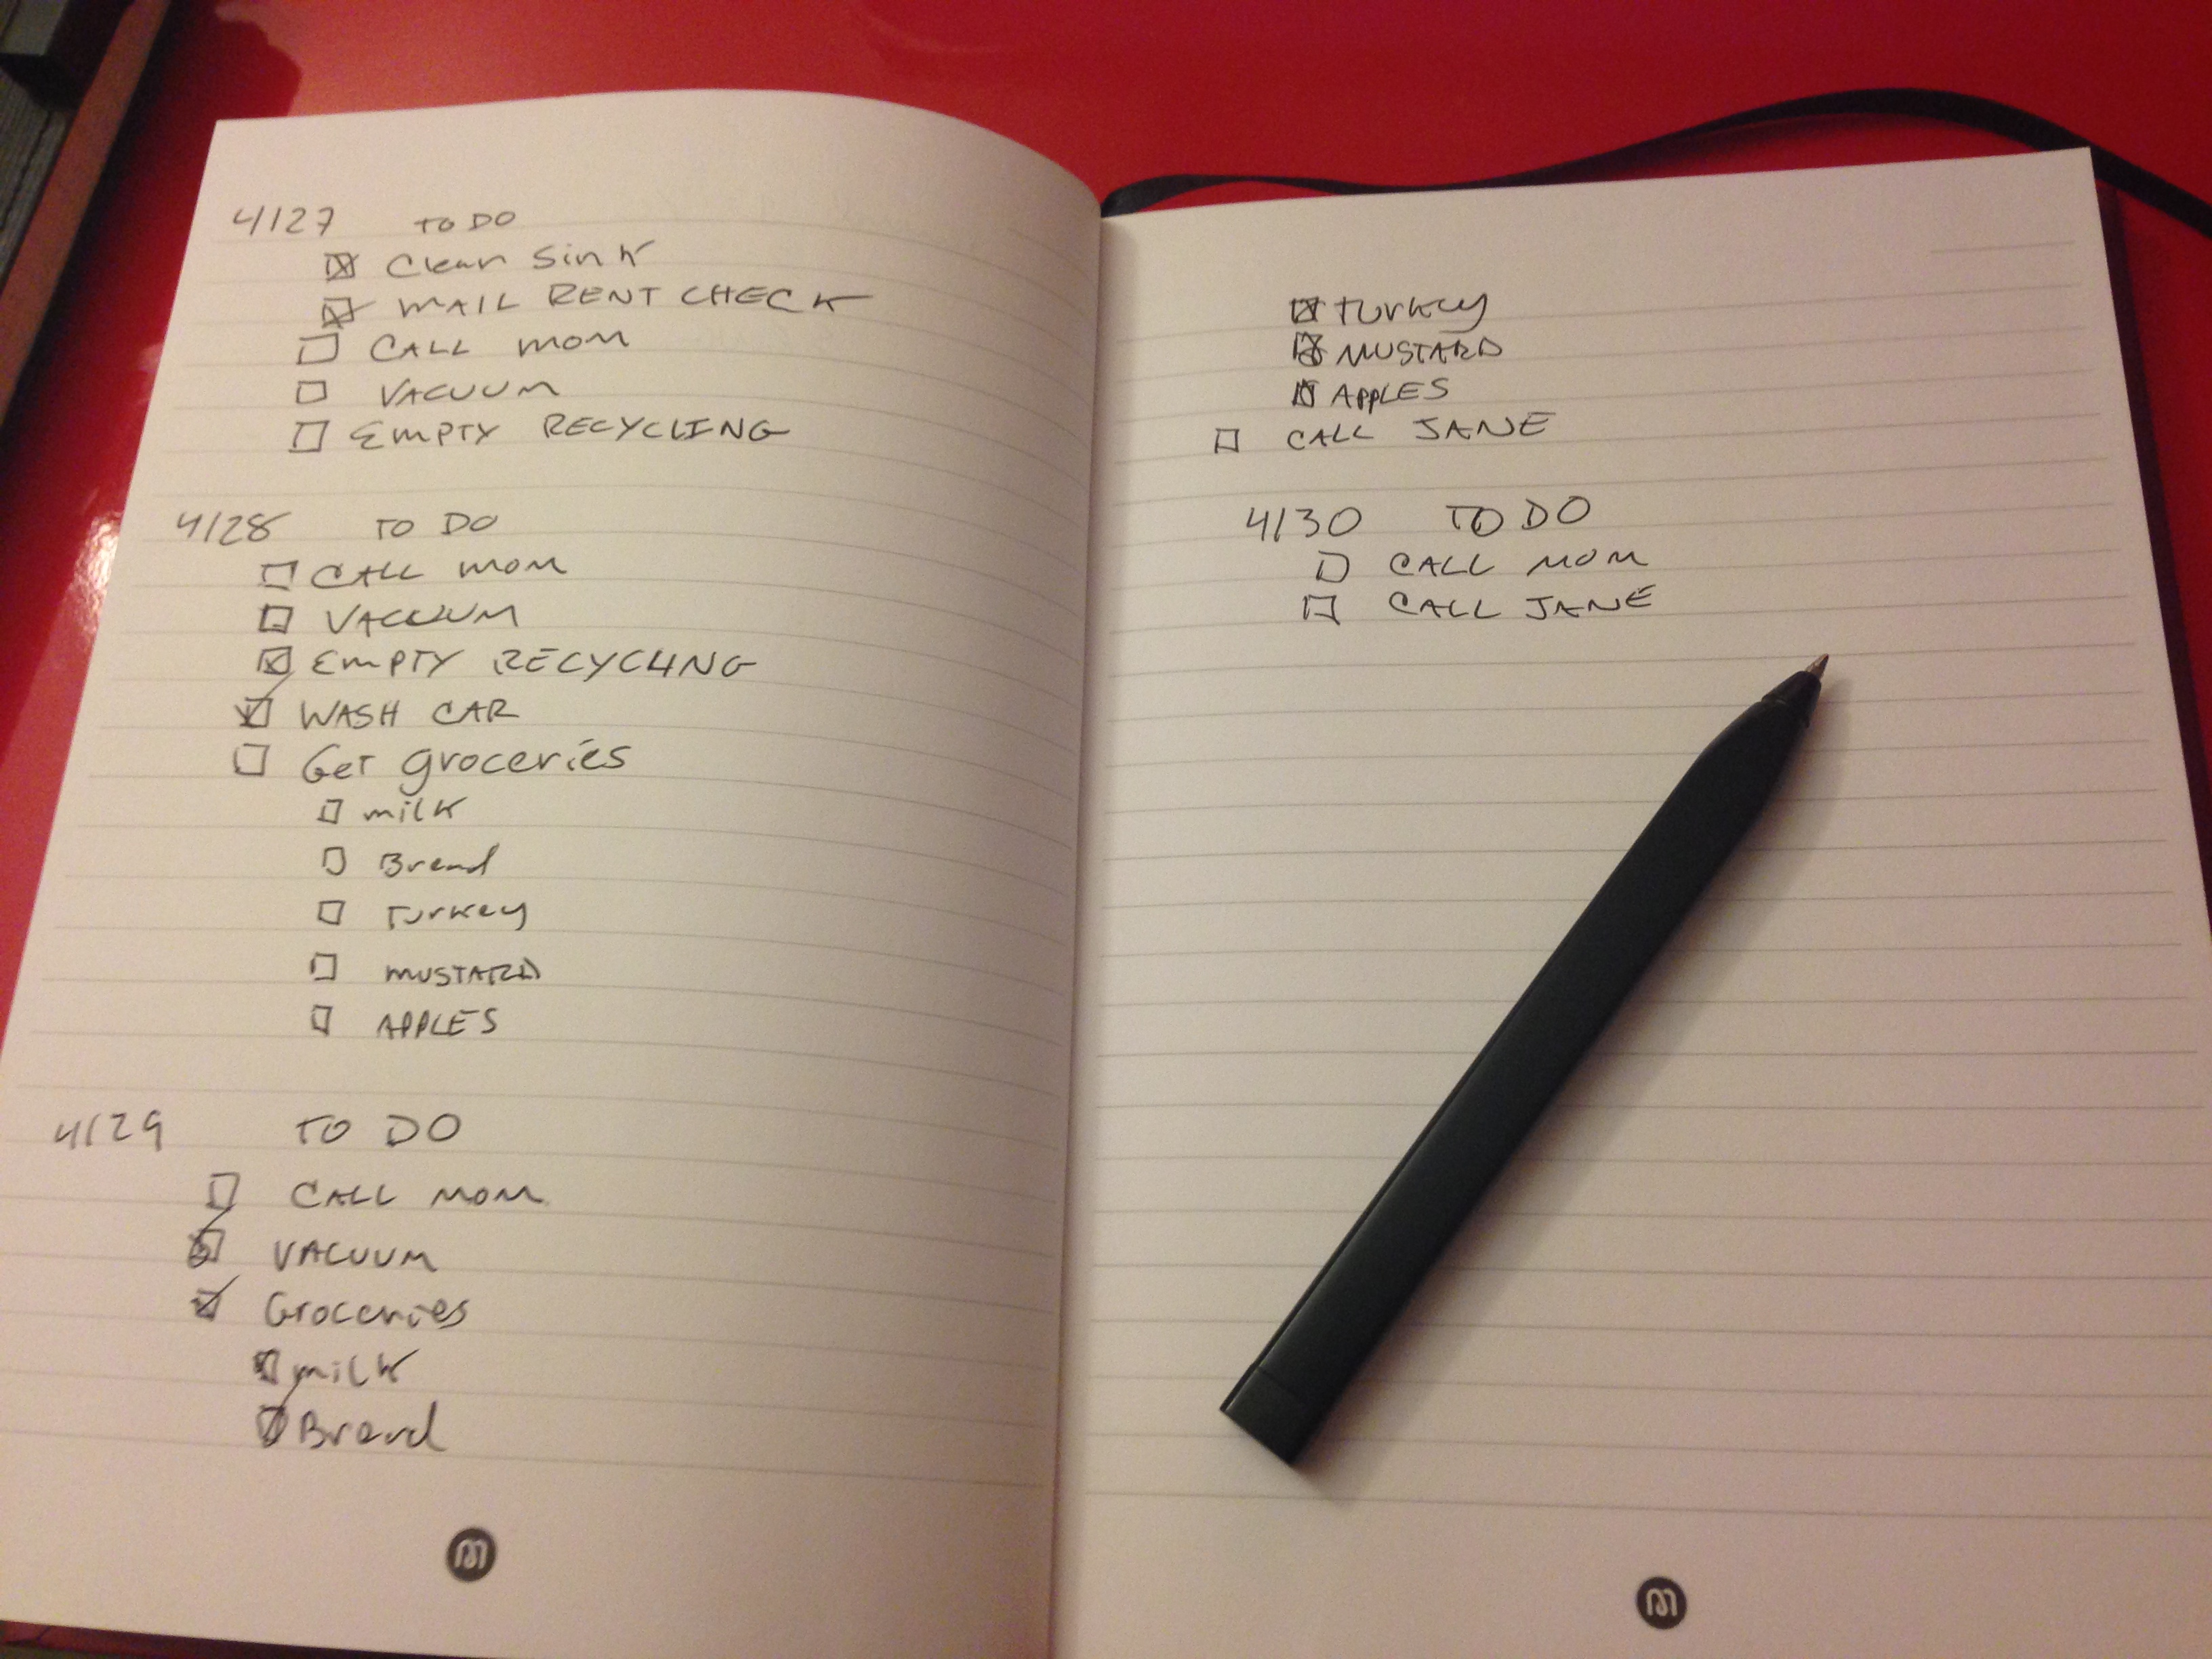 4/27 TO DO
Clean Sink
MAIL RENT CHECK
CALL MOM
VACUUM
EMPTY RECYCLING
4/28 TO DO
CALL MOM
VACUUM
EMPTY RECYCLING
WASH CAR
Get groceries
milk
Bread
Turkey
MUSTARD
APPLES
4/29 TO DO
CALL MOM
VACUUM
Groceries
milk
Bread
Turkey
MUSTARD
APPLES
CALL JANE
4/30 TO DO
CALL MOM
CALL JANE